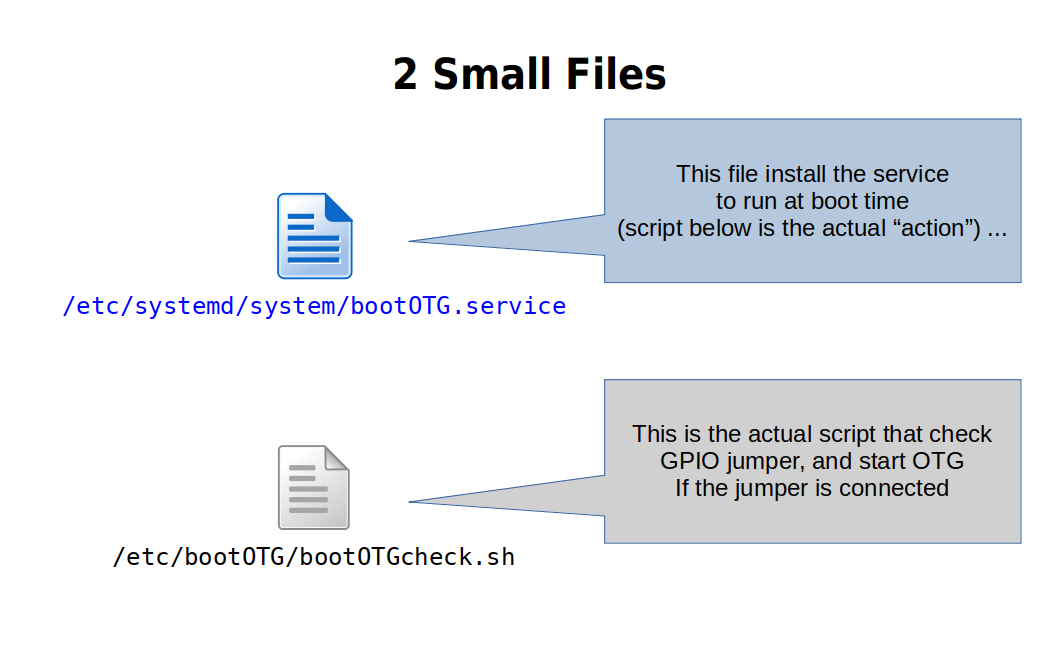 2 Small Files
This file install the service
to run at boot time
(script below is the actual “action”) ...
/etc/systemd/system/bootOTG.service
This is the actual script that check
GPIO jumper, and start OTG
If the jumper is connected
/etc/bootOTG/bootOTGcheck.sh